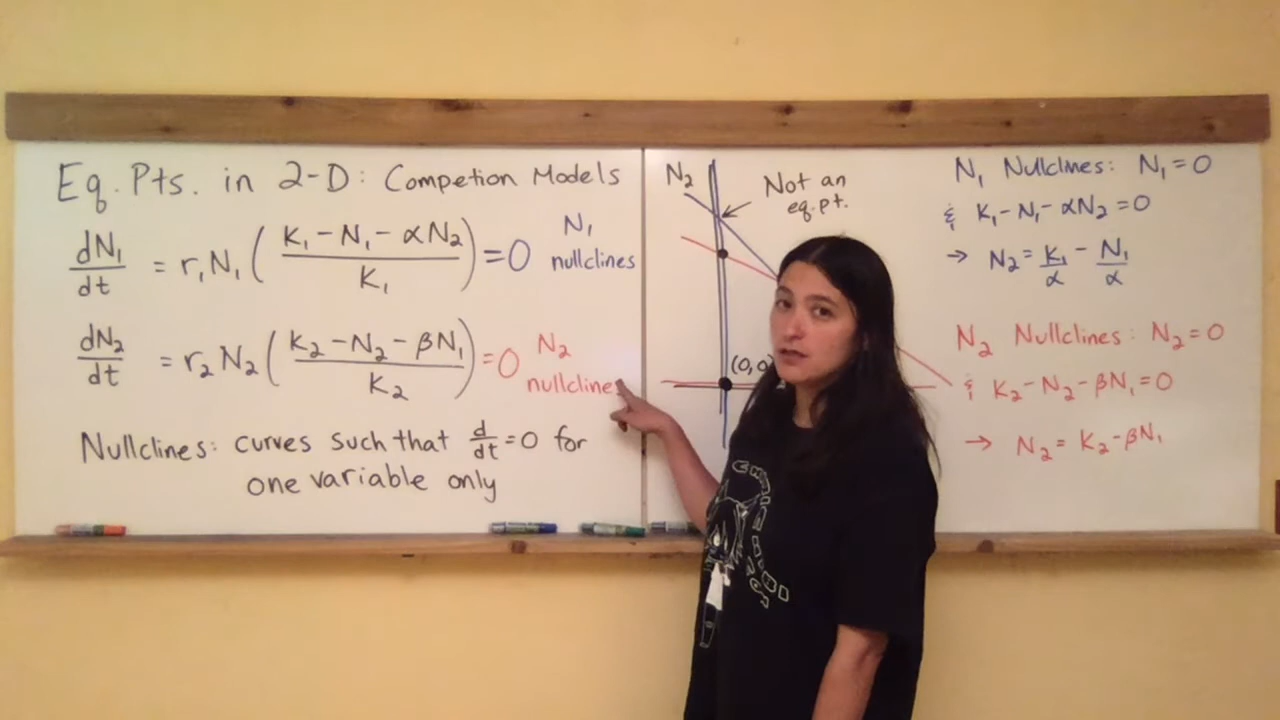 Eq. Pts. in 2-D: Competion Models
dN₁/dt = r₁N₁((K₁-N₁-αN₂)/K₁) = 0 N₁ nullclines
dN₂/dt = r₂N₂((K₂-N₂-βN₁)/K₂) = 0 N₂ nullclines
Nullclines: curves such that d/dt=0 for
one variable only
N₂
Not an
eq. pt.
(0,0
N₁ Nullclines: N₁=0
& K₁-N₁-αN₂=0
→ N₂ = K₁/α - N₁/α
N₂ Nullclines: N₂=0
& K₂-N₂-βN₁=0
→ N₂ = K₂-βN₁